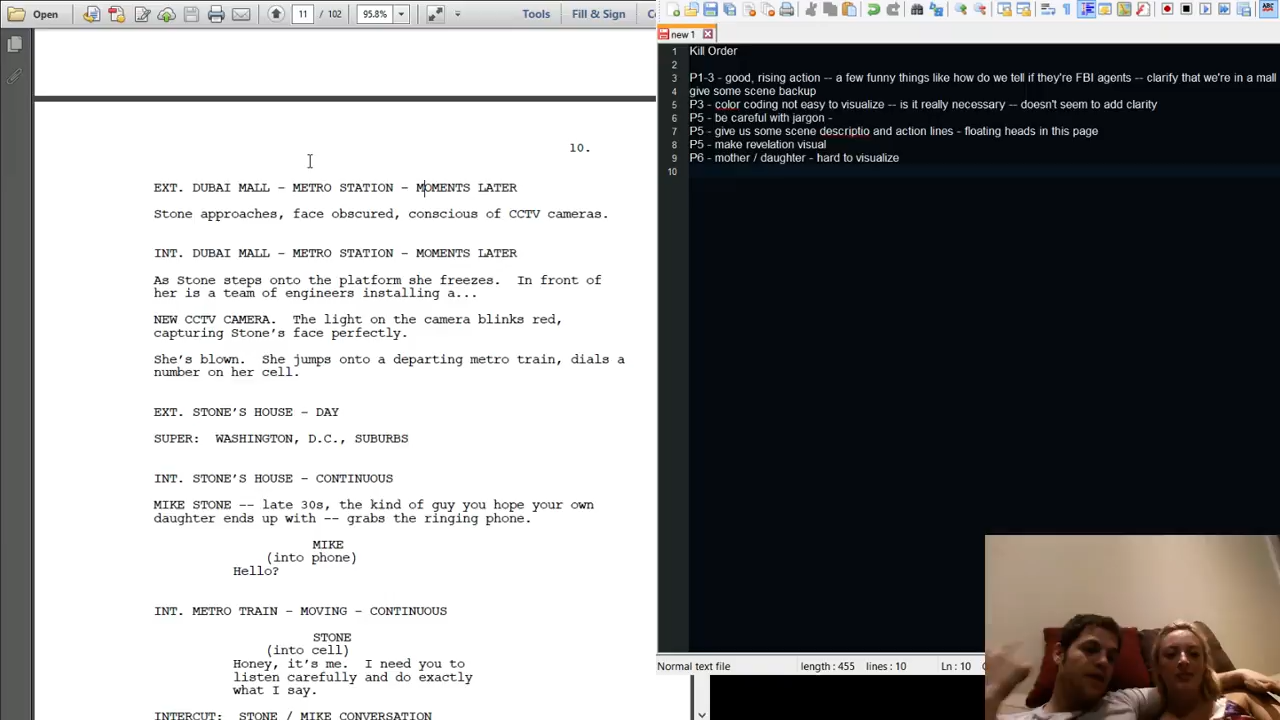 Open
11
/ 102
95.8%
Tools
Fill & Sign
new 1
10.
EXT. DUBAI MALL – METRO STATION – MOMENTS LATER
Stone approaches, face obscured, conscious of CCTV cameras.
INT. DUBAI MALL – METRO STATION – MOMENTS LATER
As Stone steps onto the platform she freezes.  In front of
her is a team of engineers installing a...
NEW CCTV CAMERA.  The light on the camera blinks red,
capturing Stone's face perfectly.
She's blown.  She jumps onto a departing metro train, dials a
number on her cell.
EXT. STONE'S HOUSE – DAY
SUPER:  WASHINGTON, D.C., SUBURBS
INT. STONE'S HOUSE – CONTINUOUS
MIKE STONE -- late 30s, the kind of guy you hope your own
daughter ends up with -- grabs the ringing phone.
MIKE
(into phone)
Hello?
INT. METRO TRAIN – MOVING – CONTINUOUS
STONE
(into cell)
Honey, it's me.  I need you to
listen carefully and do exactly
what I say.
INTERCUT:  STONE / MIKE CONVERSATION
1 Kill Order
2
3 P1-3 - good, rising action -- a few funny things like how do we tell if they're FBI agents -- clarify that we're in a mall
4 give some scene backup
5 P3 - color coding not easy to visualize -- is it really necessary -- doesn't seem to add clarity
6 P5 - be careful with jargon -
7 P5 - give us some scene descriptio and action lines - floating heads in this page
8 P5 - make revelation visual
9 P6 - mother / daughter - hard to visualize
10
Normal text file
length : 455
lines : 10
Ln : 10